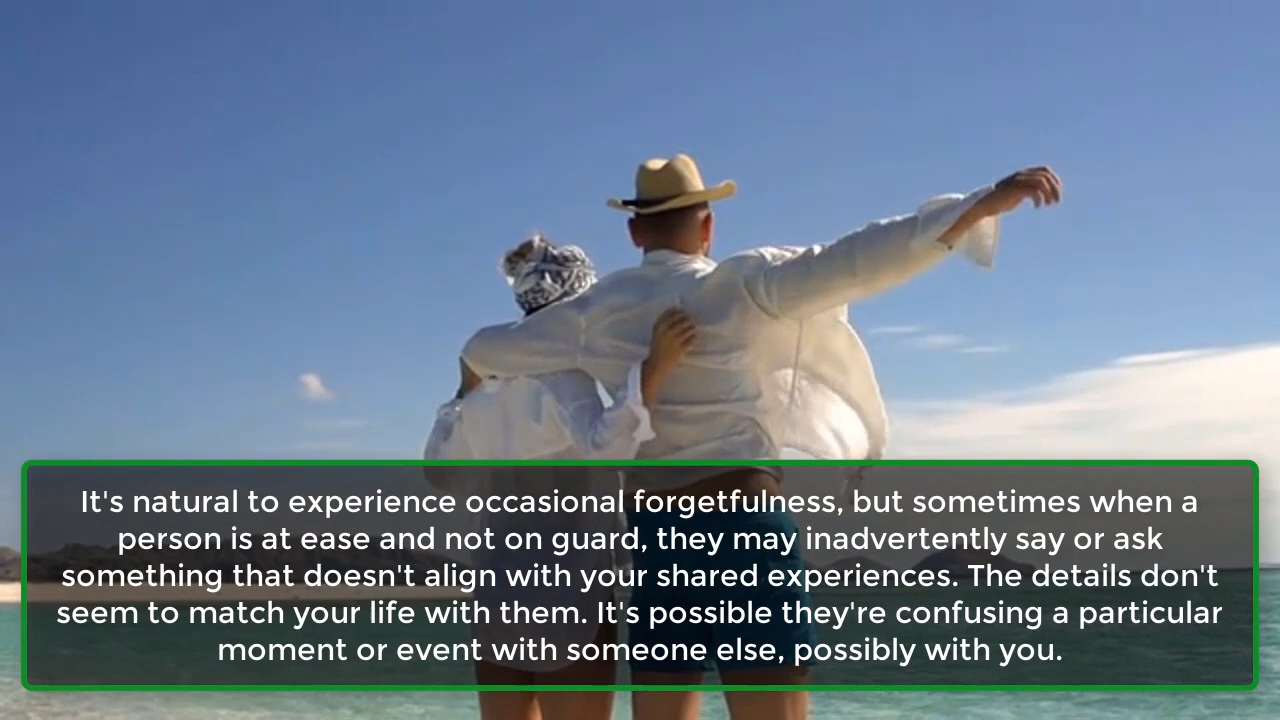 It's natural to experience occasional forgetfulness, but sometimes when a
person is at ease and not on guard, they may inadvertently say or ask
something that doesn't align with your shared experiences. The details don't
seem to match your life with them. It's possible they're confusing a particular
moment or event with someone else, possibly with you.